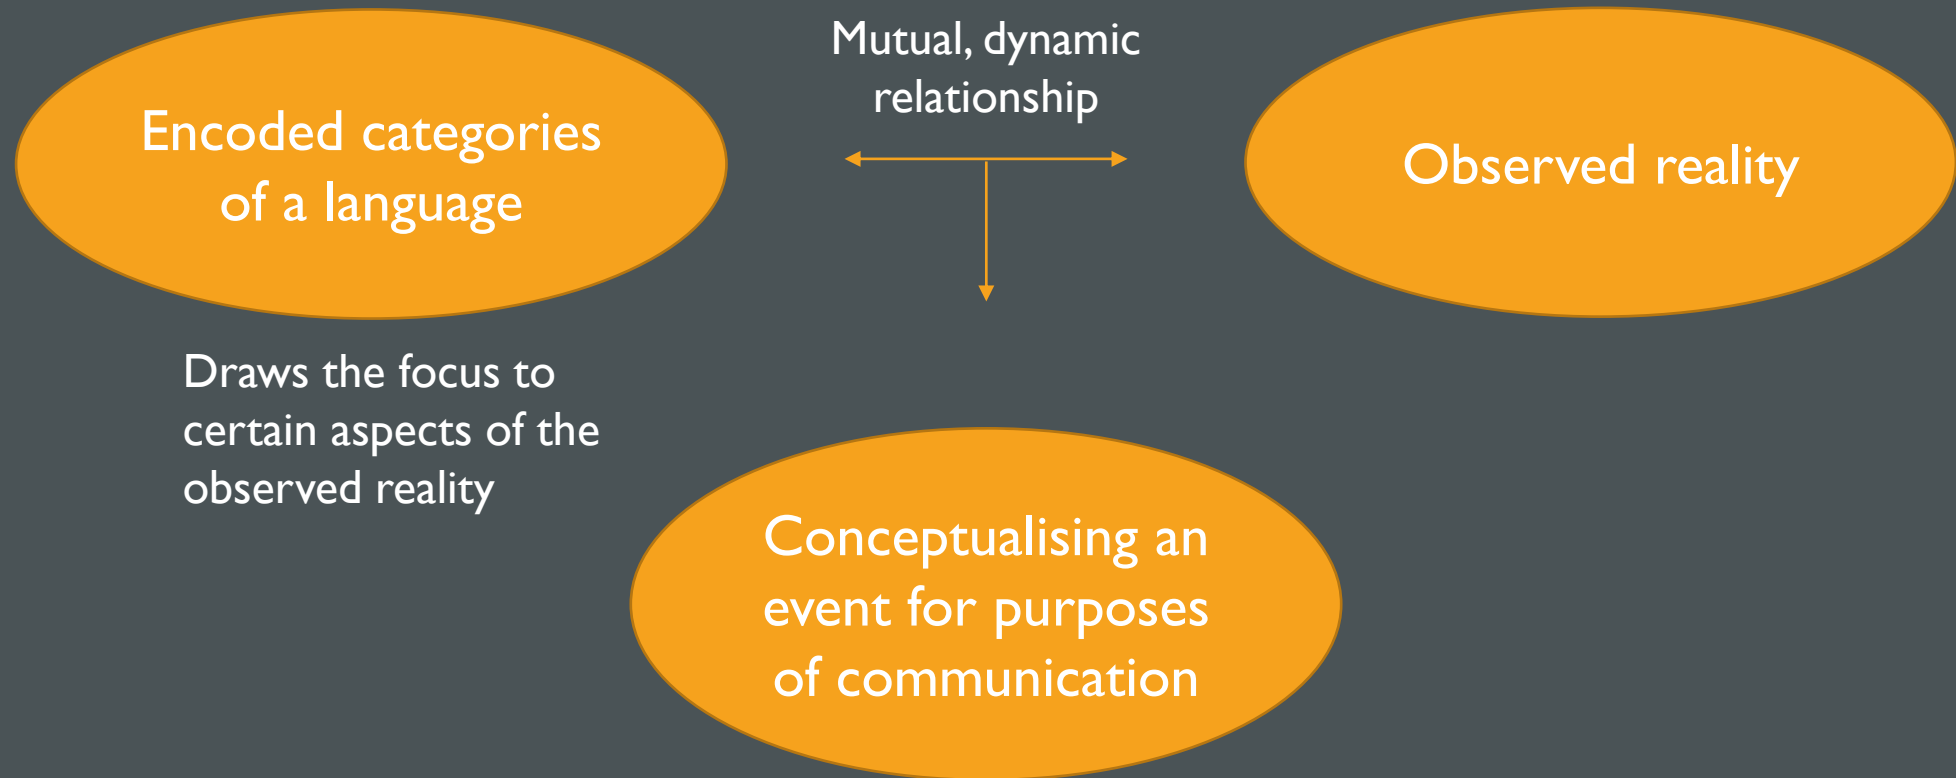 Encoded categories
of a language
Mutual, dynamic
relationship
Observed reality
Draws the focus to
certain aspects of the
observed reality
Conceptualising an
event for purposes
of communication